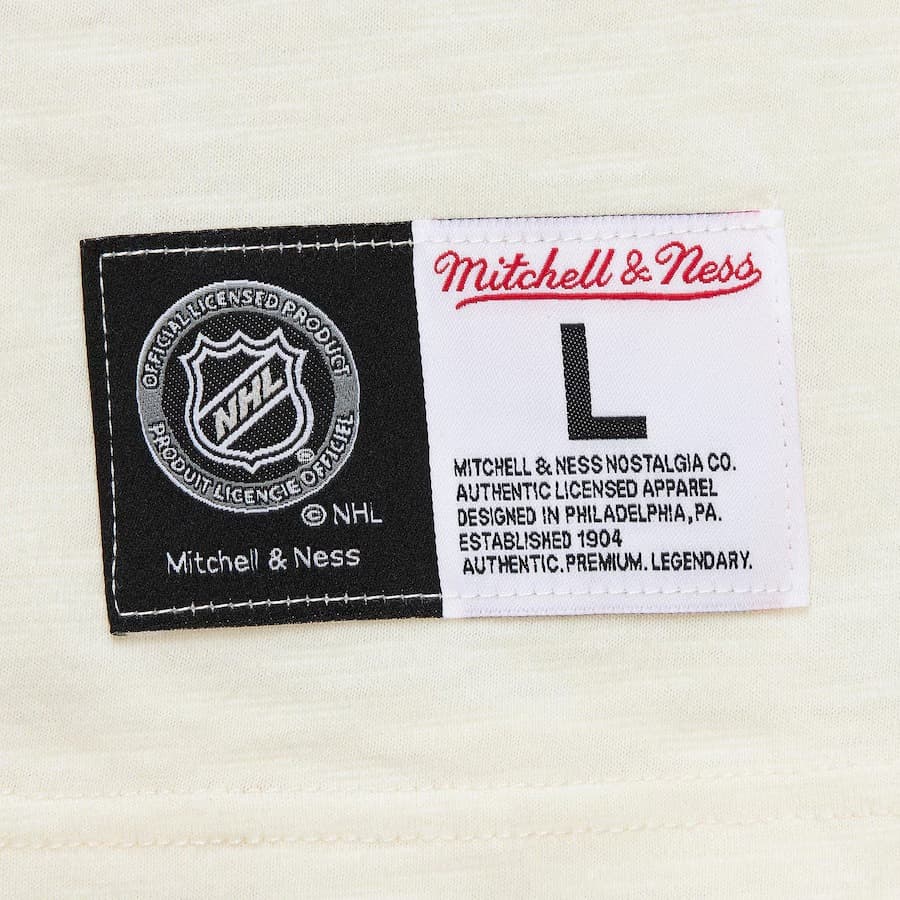 OFFICIAL LICENSED PRODUCT
NHL
PRODUIT LICENCIE OFFICIEL
© NHL
Mitchell & Ness
Mitchell & Ness
L
MITCHELL & NESS NOSTALGIA CO.
AUTHENTIC LICENSED APPAREL
DESIGNED IN PHILADELPHIA, PA.
ESTABLISHED 1904
AUTHENTIC. PREMIUM. LEGENDARY.